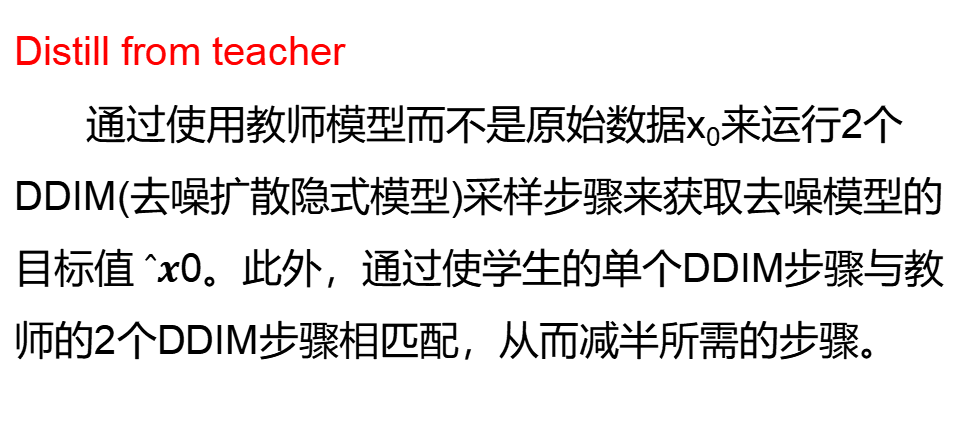 Distill from teacher
通过使用教师模型而不是原始数据x₀来运行2个
DDIM(去噪扩散隐式模型)采样步骤来获取去噪模型的
目标值 ^𝒙0。此外，通过使学生的单个DDIM步骤与教
师的2个DDIM步骤相匹配，从而减半所需的步骤。